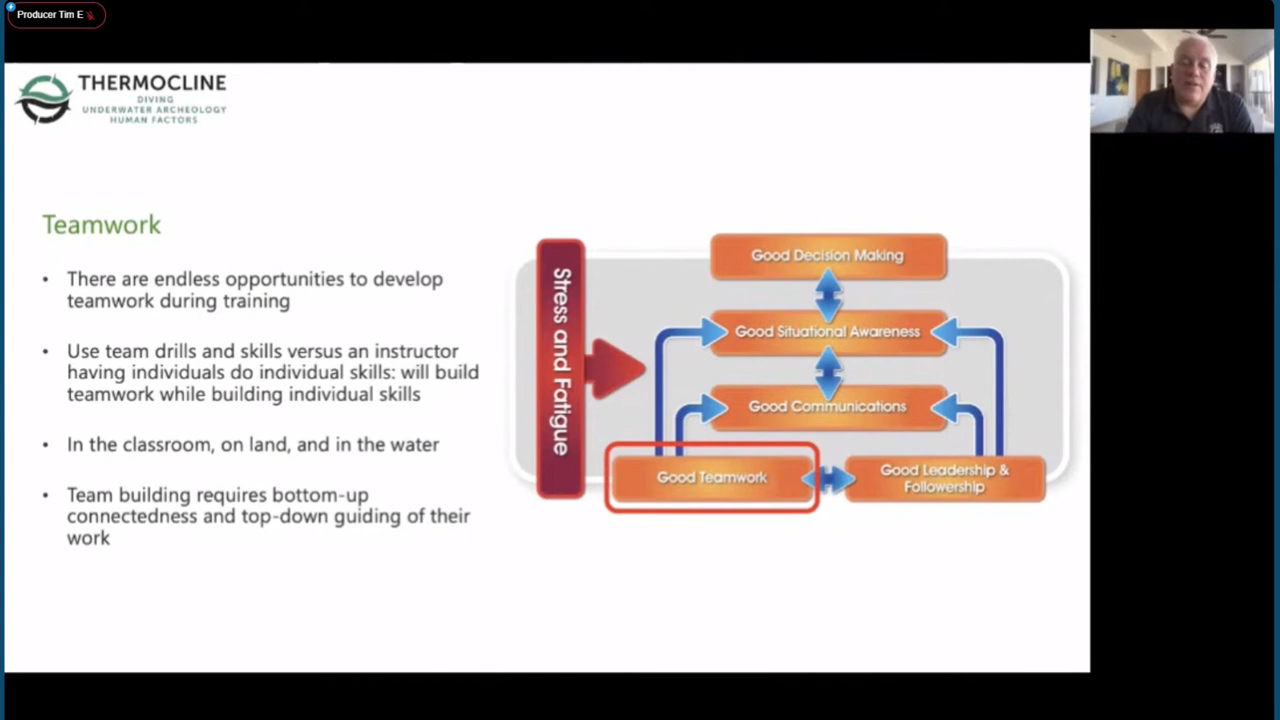 Producer Tim E
THERMOCLINE
DIVING
UNDERWATER ARCHEOLOGY
HUMAN FACTORS
Teamwork
• There are endless opportunities to develop
teamwork during training
• Use team drills and skills versus an instructor
having individuals do individual skills: will build
teamwork while building individual skills
• In the classroom, on land, and in the water
• Team building requires bottom-up
connectedness and top-down guiding of their
work
Stress and Fatigue
Good Decision Making
Good Situational Awareness
Good Communications
Good Teamwork
Good Leadership &
Followership